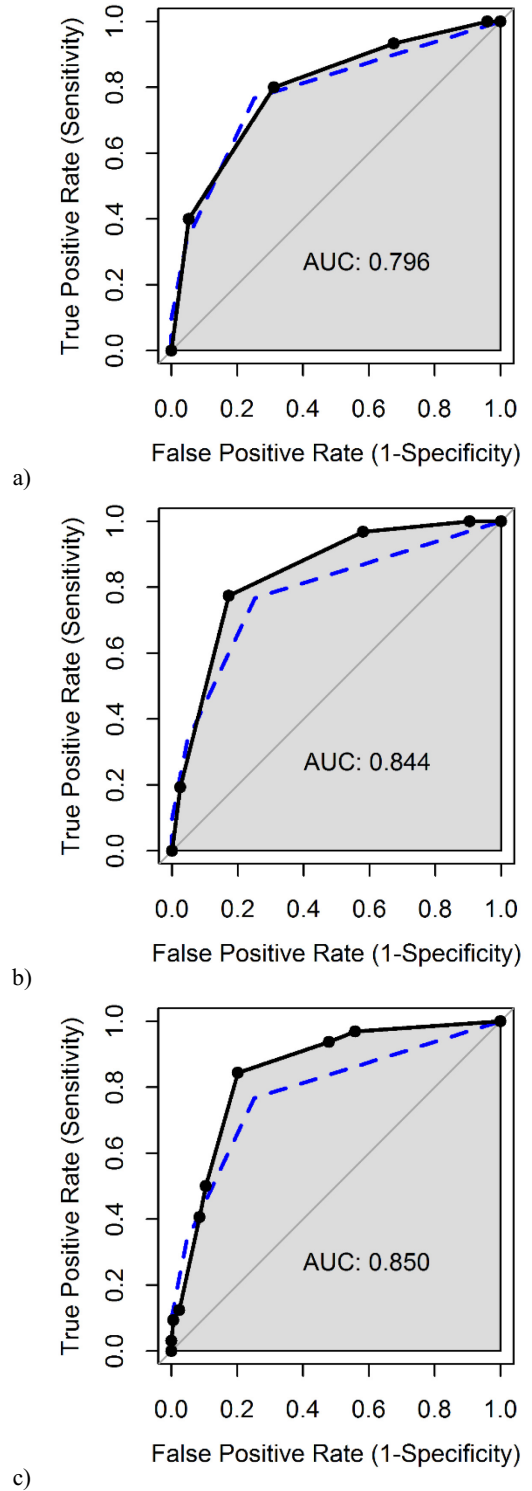 True Positive Rate (Sensitivity)
1.0
0.8
0.6
0.4
0.2
0.0
AUC: 0.796
0.0 0.2 0.4 0.6 0.8 1.0
False Positive Rate (1-Specificity)
a)
True Positive Rate (Sensitivity)
1.0
0.8
0.6
0.4
0.2
0.0
AUC: 0.844
0.0 0.2 0.4 0.6 0.8 1.0
False Positive Rate (1-Specificity)
b)
True Positive Rate (Sensitivity)
1.0
0.8
0.6
0.4
0.2
0.0
AUC: 0.850
0.0 0.2 0.4 0.6 0.8 1.0
False Positive Rate (1-Specificity)
c)